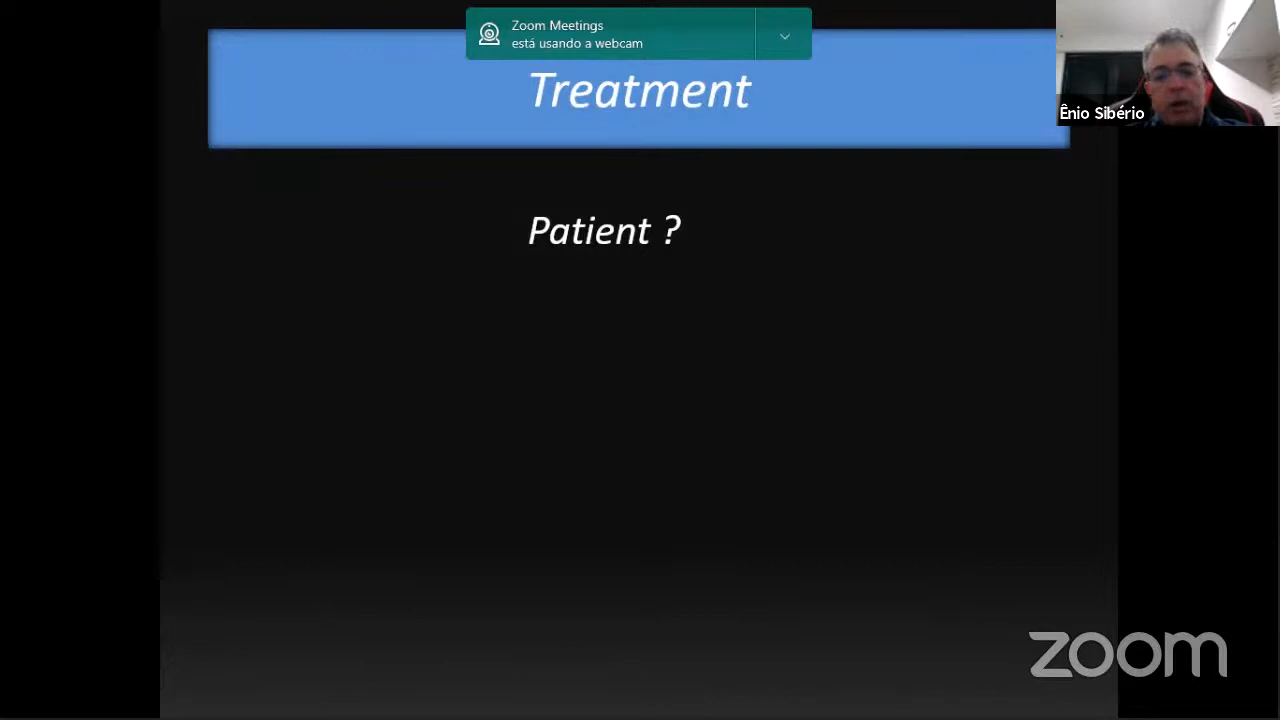 Zoom Meetings
está usando a webcam
Treatment
Ênio Sibério
Patient ?
zoom